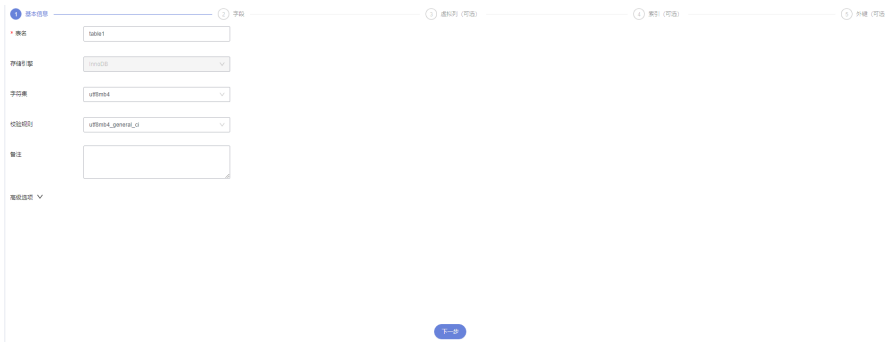 1 基本信息 2 字段 3 虚拟列（可选） 4 索引（可选） 5 外键（可选
* 表名 table1
存储引擎 InnoDB
字符集 utf8mb4
校验规则 utf8mb4_general_ci
备注
高级选项
下一步